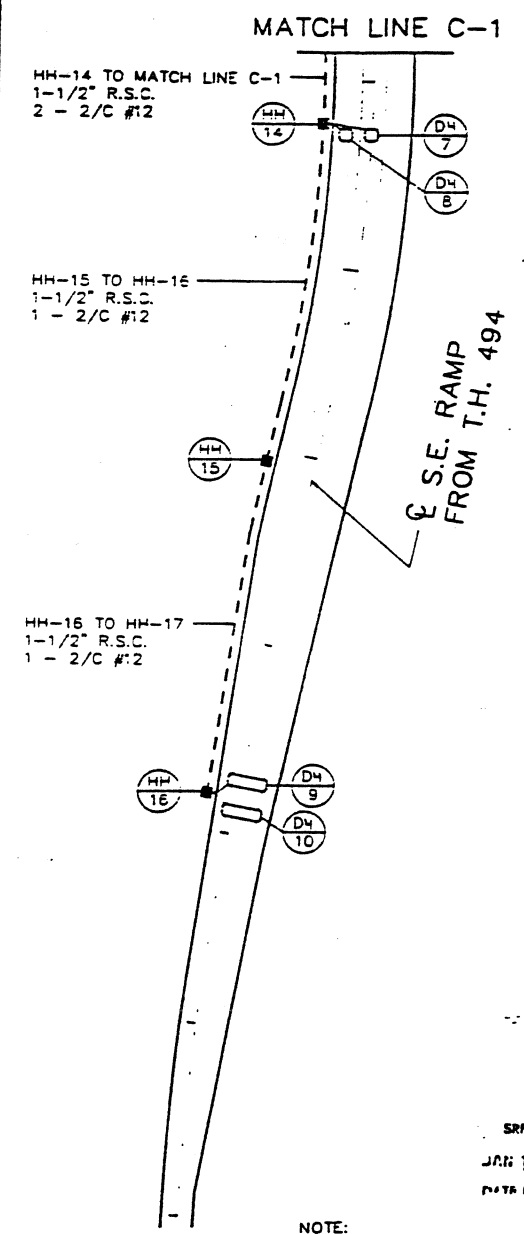 MATCH LINE C-1
HH-14 TO MATCH LINE C-1
1-1/2" R.S.C.
2 - 2/C #12
HH
14
D4
7
D4
8
HH-15 TO HH-16
1-1/2" R.S.C.
1 - 2/C #12
℄ S.E. RAMP
FROM T.H. 494
HH
15
HH-16 TO HH-17
1-1/2" R.S.C.
1 - 2/C #12
HH
16
D4
9
D4
10
JAN
NOTE: